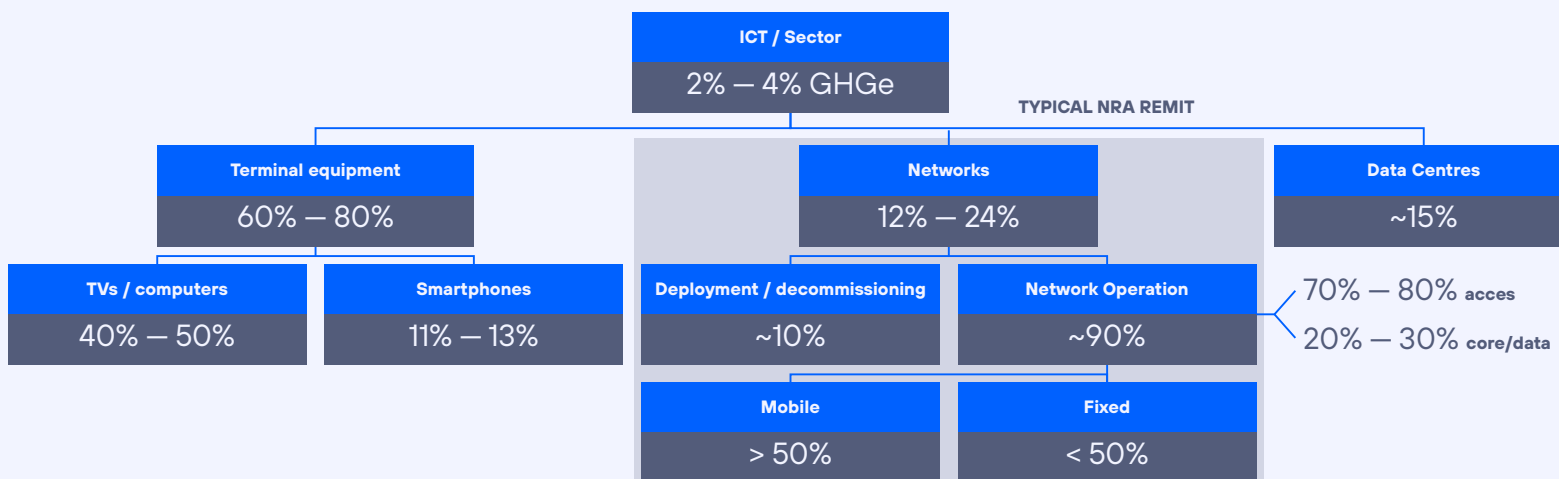 ICT / Sector
2% — 4% GHGe
TYPICAL NRA REMIT
Terminal equipment
60% — 80%
Networks
12% — 24%
Data Centres
~15%
TVs / computers
40% — 50%
Smartphones
11% — 13%
Deployment / decommissioning
~10%
Network Operation
~90%
70% — 80% acces
20% — 30% core/data
Mobile
> 50%
Fixed
< 50%